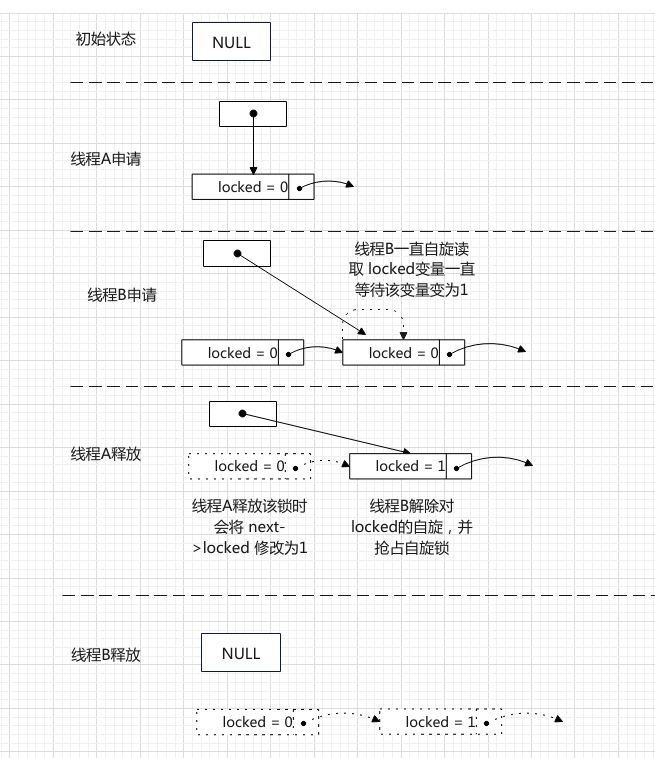 初始状态
NULL
线程A申请
locked = 0
线程B一直自旋读
取 locked变量一直
等待该变量变为1
线程B申请
locked = 0
locked = 0
线程A释放
locked = 0
locked = 1
线程A释放该锁时
会将 next-
>locked 修改为1
线程B解除对
locked的自旋，并
抢占自旋锁
线程B释放
NULL
locked = 0
locked = 1